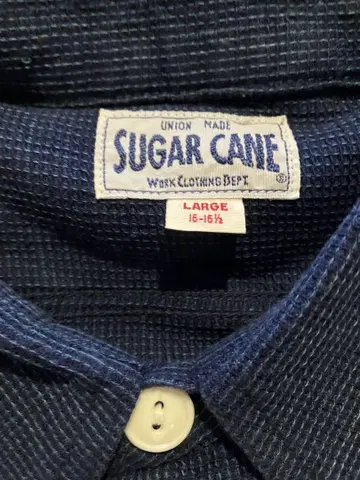 UNION MADE
SUGAR CANE
®
WORK CLOTHING DEPT.
LARGE
16-16½